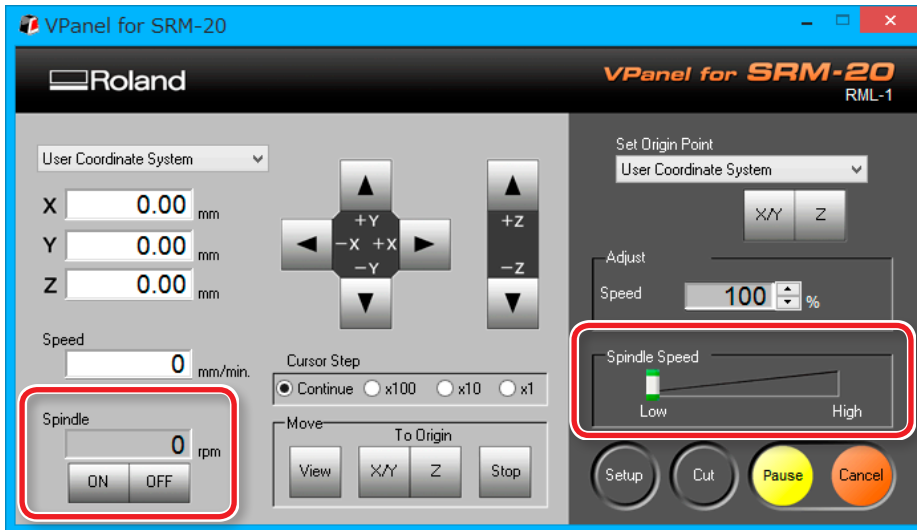 VPanel for SRM-20
Roland
VPanel for SRM-20
RML-1
User Coordinate System
X 0.00 mm
Y 0.00 mm
Z 0.00 mm
Speed
0 mm/min.
Spindle
0 rpm
ON OFF
+Y
-X +X
-Y
+Z
-Z
Cursor Step
Continue x100 x10 x1
Move
To Origin
View X/Y Z Stop
Set Origin Point
User Coordinate System
X/Y Z
Adjust
Speed 100 %
Spindle Speed
Low High
Setup Cut Pause Cancel